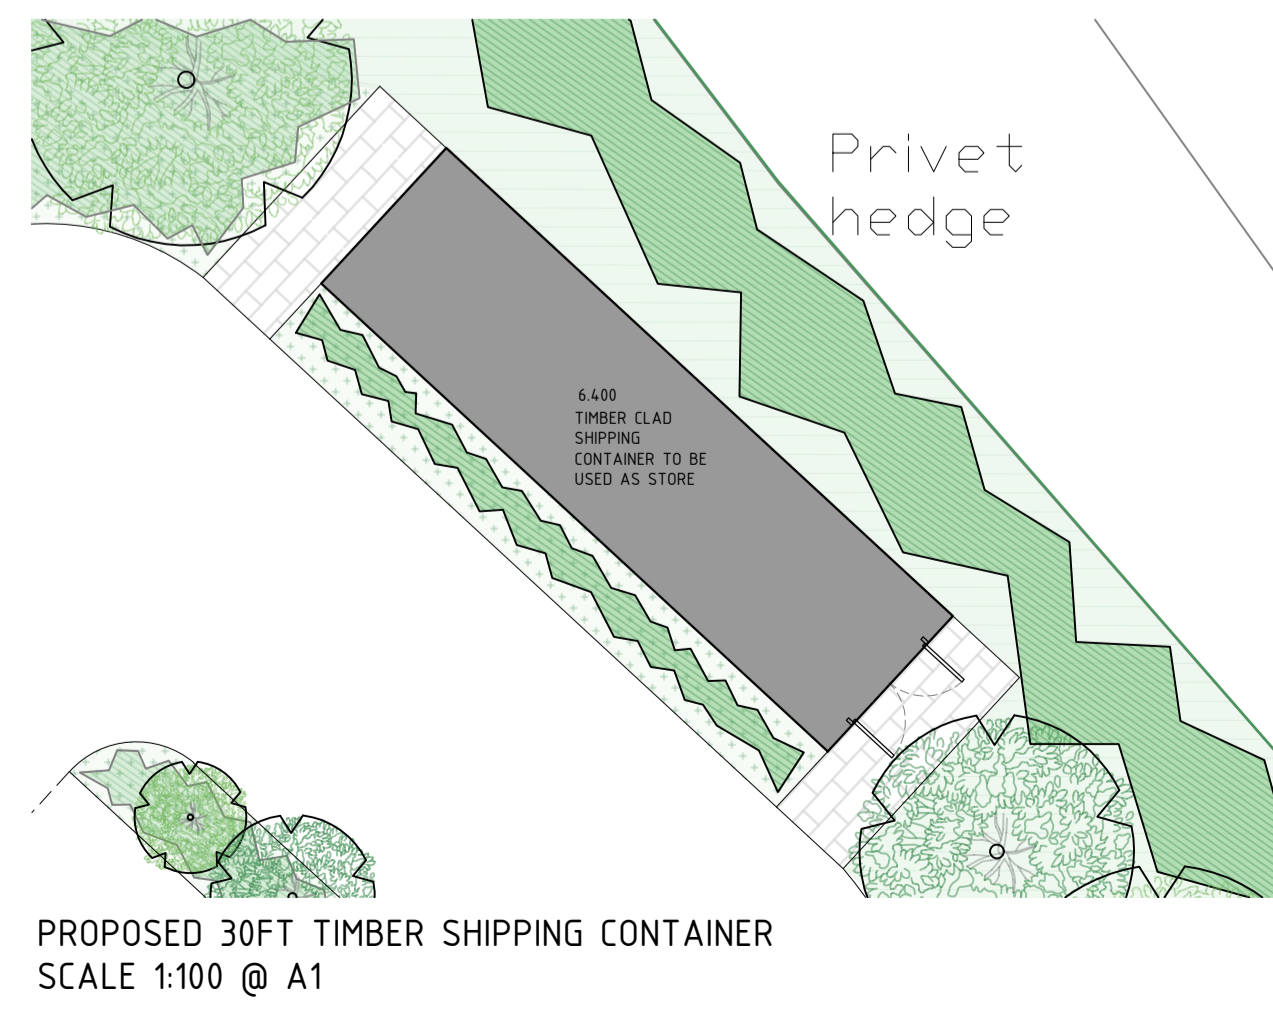 Privet
hedge
6.400
TIMBER CLAD
SHIPPING
CONTAINER TO BE
USED AS STORE
PROPOSED 30FT TIMBER SHIPPING CONTAINER
SCALE 1:100 @ A1